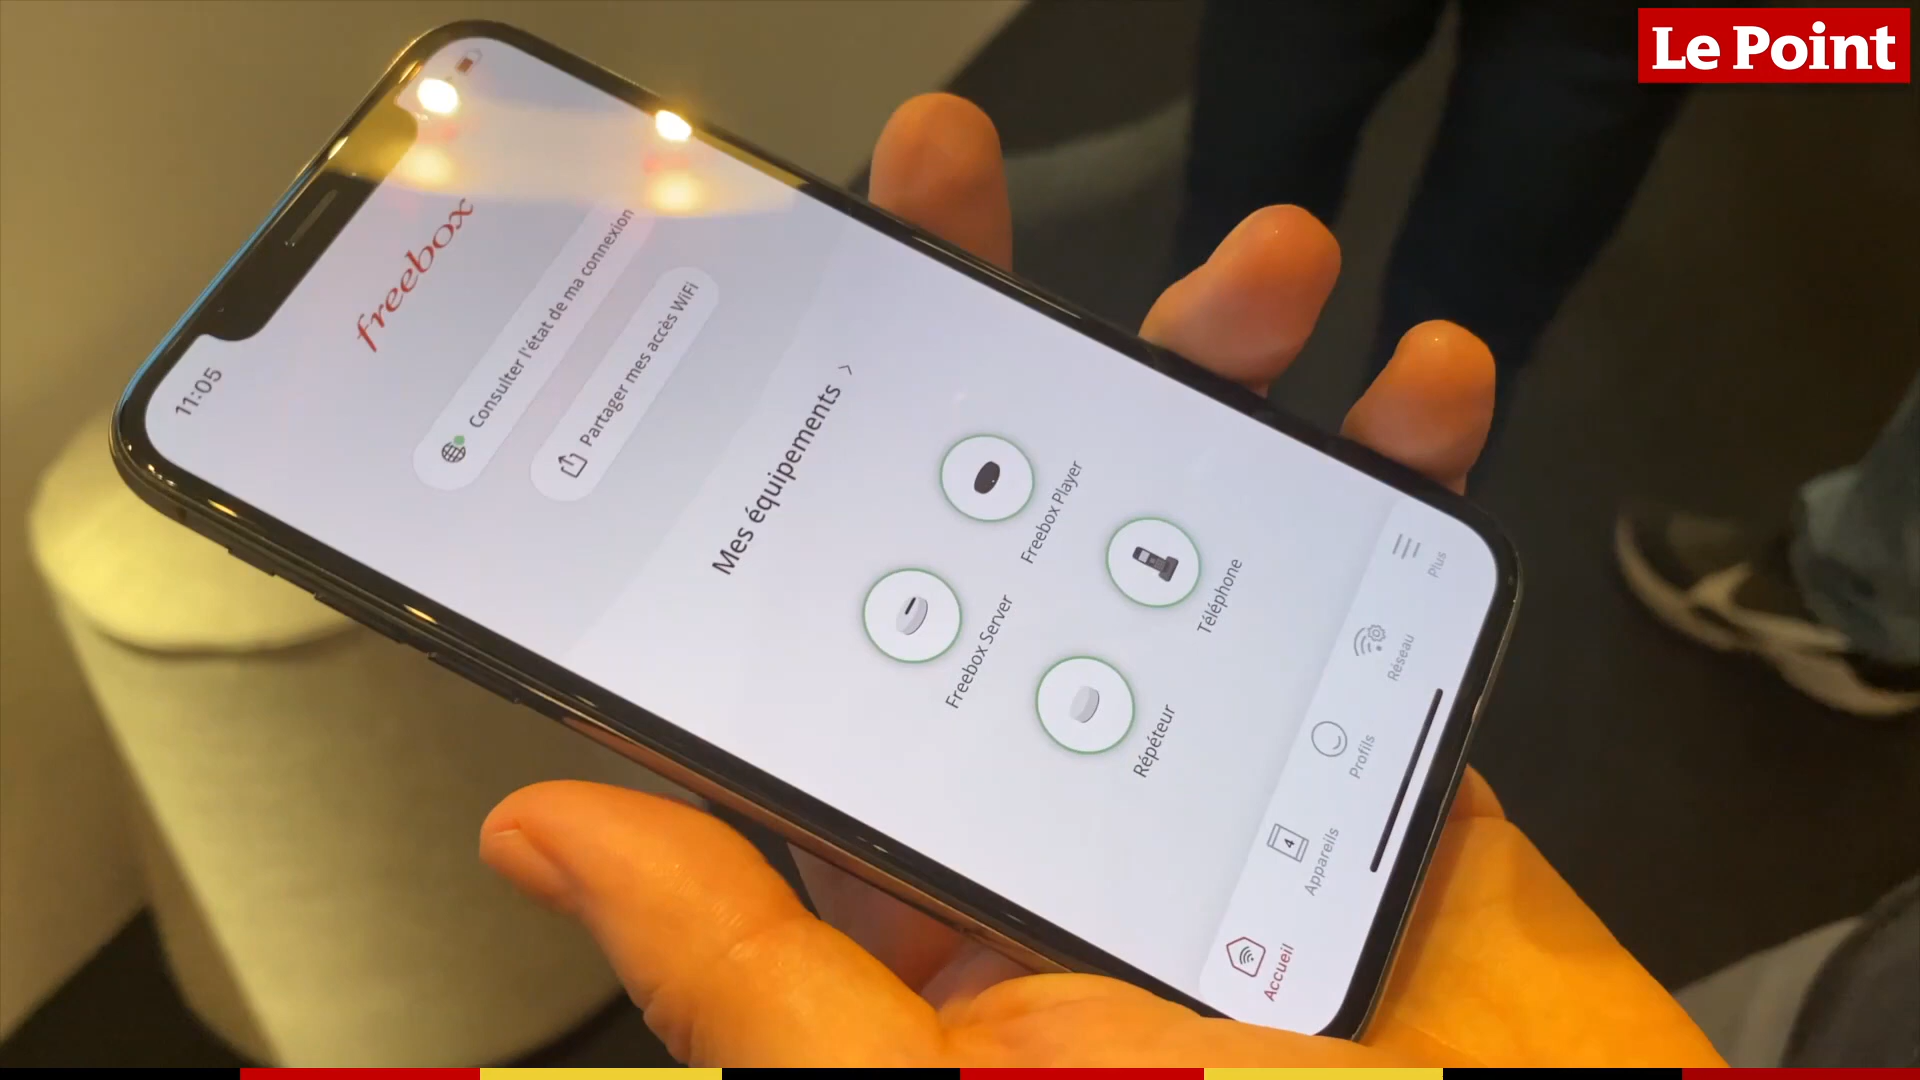 Le Point
11:05
freebox
Consulter l'état de ma connexion
Partager mes accès WiFi
Mes équipements >
Freebox Server
Freebox Player
Répéteur
Téléphone
Accueil
4
Appareils
Profils
Réseau
Plus